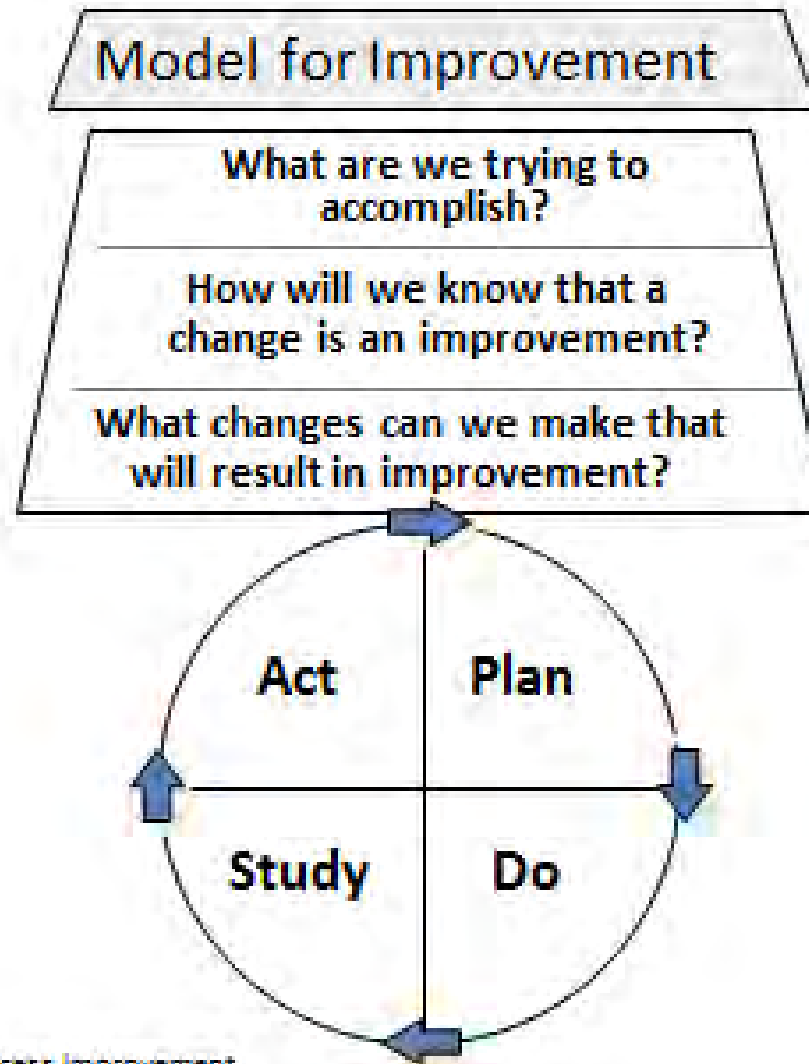 Model for Improvement
What are we trying to
accomplish?
How will we know that a
change is an improvement?
What changes can we make that
will result in improvement?
Act Plan
Study Do